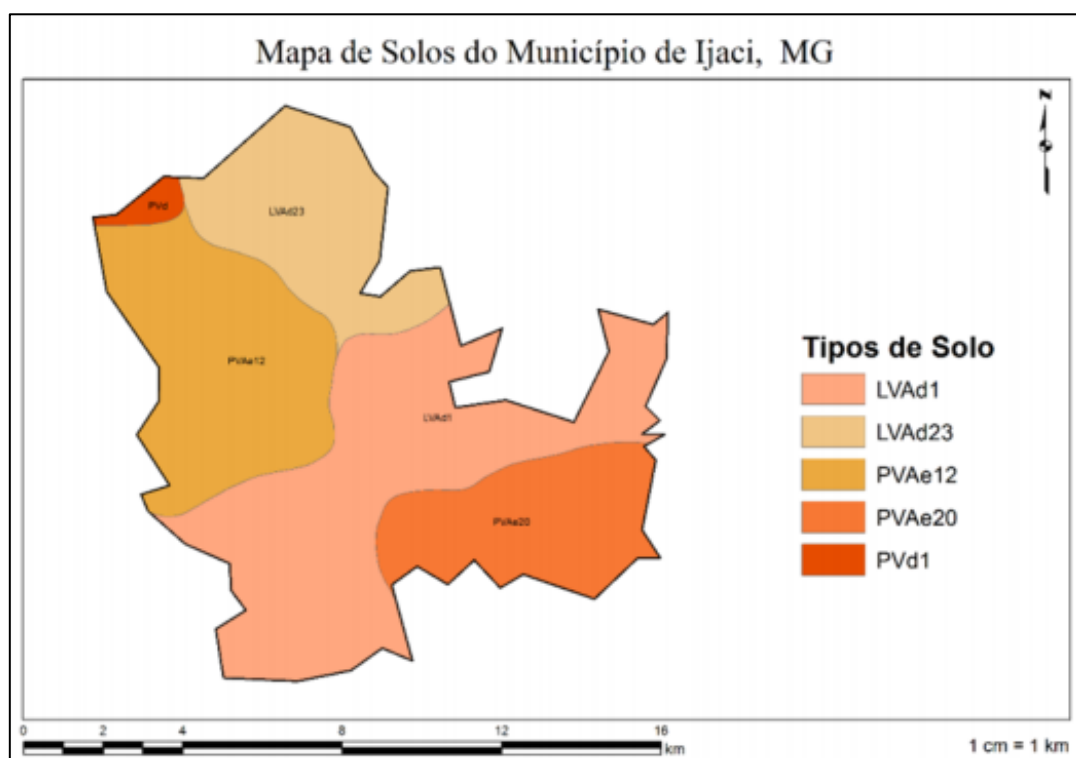 Mapa de Solos do Município de Ijaci, MG
N
PVd
LVAd23
PVAe12
LVAd1
PVAe20
Tipos de Solo
LVAd1
LVAd23
PVAe12
PVAe20
PVd1
0 2 4 8 12 16
km
1 cm = 1 km